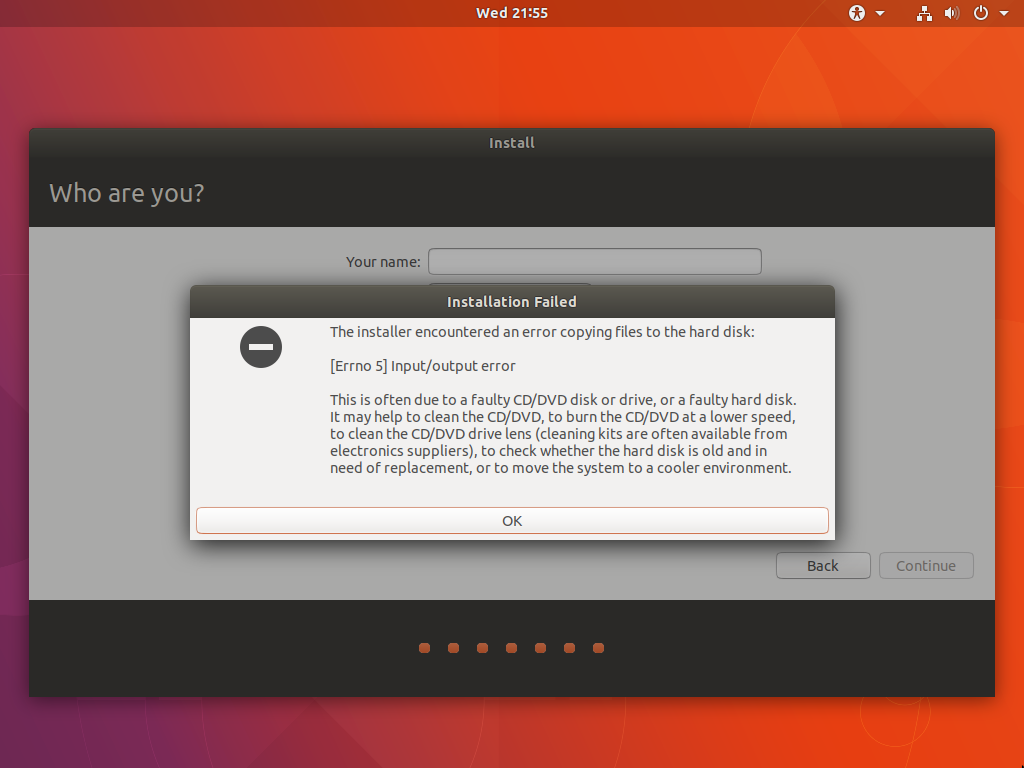 Wed 21:55
Install
Who are you?
Your name:
Installation Failed
The installer encountered an error copying files to the hard disk:
[Errno 5] Input/output error
This is often due to a faulty CD/DVD disk or drive, or a faulty hard disk.
It may help to clean the CD/DVD, to burn the CD/DVD at a lower speed,
to clean the CD/DVD drive lens (cleaning kits are often available from
electronics suppliers), to check whether the hard disk is old and in
need of replacement, or to move the system to a cooler environment.
OK
Back
Continue